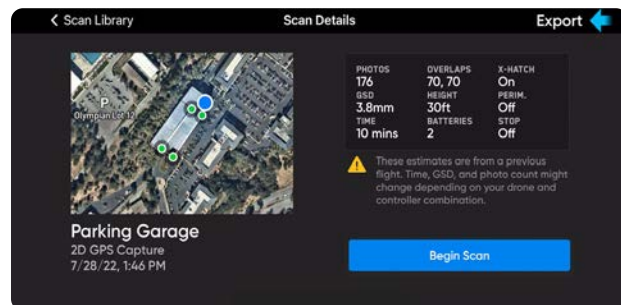 Scan Library
Scan Details
Export
P
Olympian Lot 12
Parking Garage
2D GPS Capture
7/28/22, 1:46 PM
PHOTOS OVERLAPS X-HATCH
176 70, 70 On
GSD HEIGHT PERIM.
3.8mm 30ft Off
TIME BATTERIES STOP
10 mins 2 Off
These estimates are from a previous
flight. Time, GSD, and photo count might
change depending on your drone and
controller combination.
Begin Scan